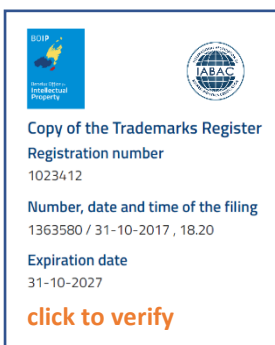 BOIP
Benelux Office for
Intellectual
Property
IABAC
Copy of the Trademarks Register
Registration number
1023412
Number, date and time of the filing
1363580 / 31-10-2017 , 18.20
Expiration date
31-10-2027
click to verify